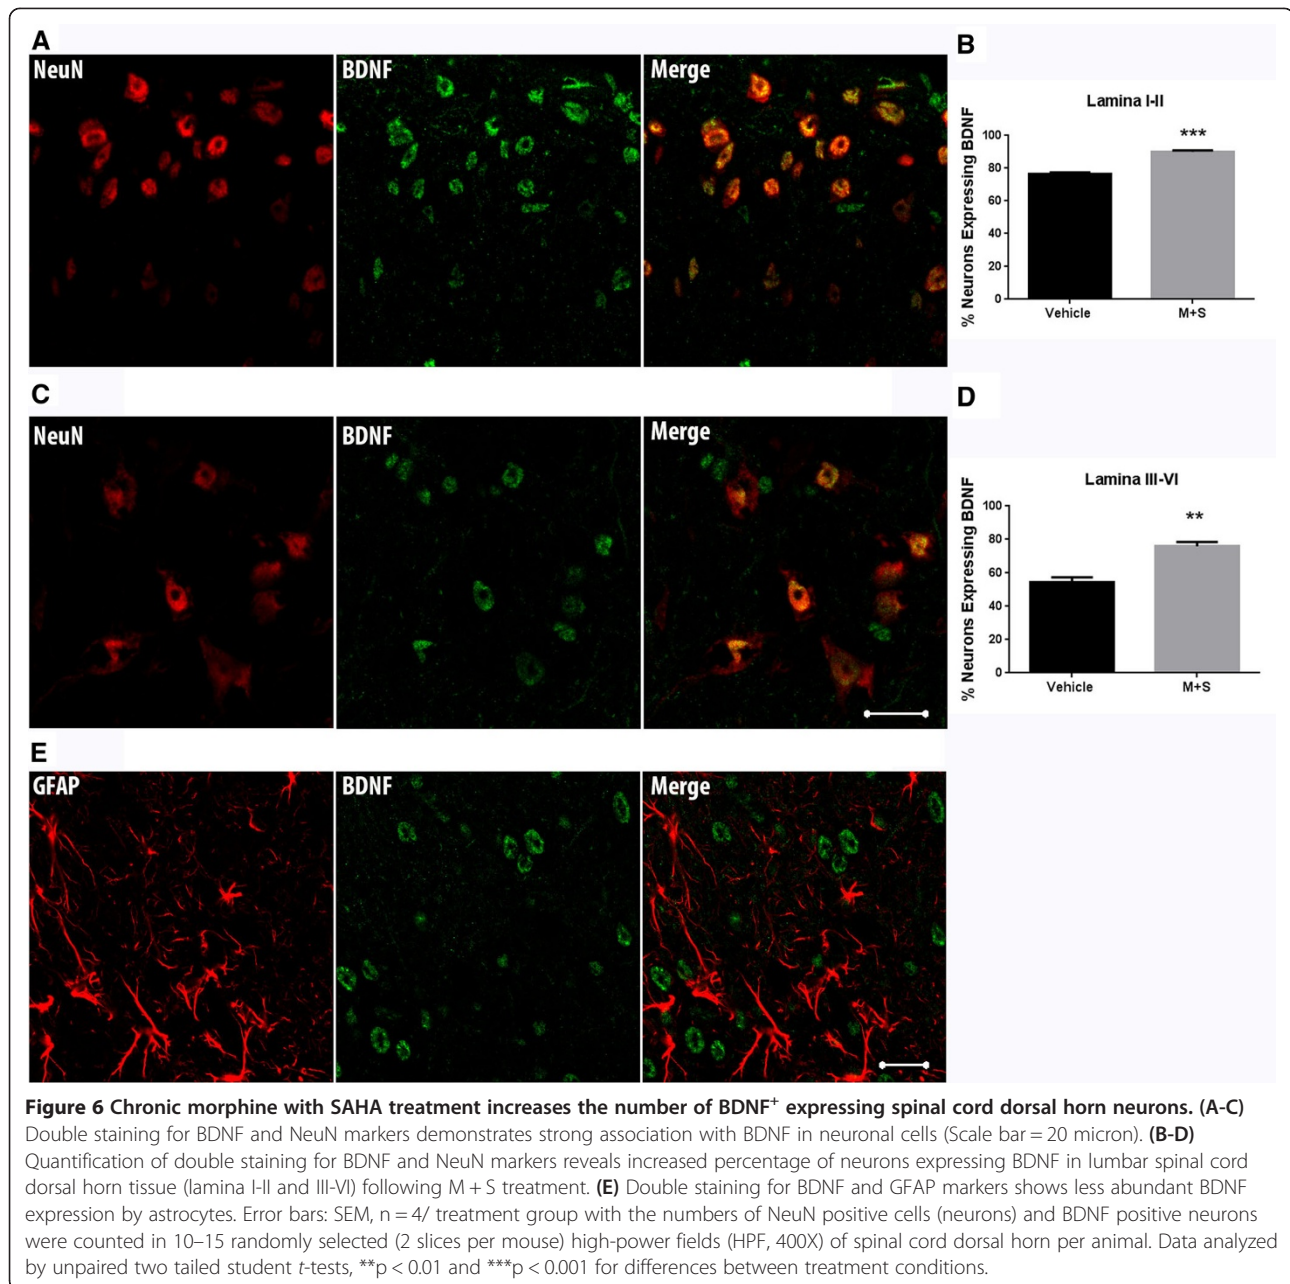 A
NeuN
BDNF
Merge
B
Lamina I-II
% Neurons Expressing BDNF
100
80
60
40
20
0
***
Vehicle
M+S
C
NeuN
BDNF
Merge
D
Lamina III-VI
% Neurons Expressing BDNF
100
80
60
40
20
0
**
Vehicle
M+S
E
GFAP
BDNF
Merge
Figure 6 Chronic morphine with SAHA treatment increases the number of BDNF⁺ expressing spinal cord dorsal horn neurons. (A-C)
Double staining for BDNF and NeuN markers demonstrates strong association with BDNF in neuronal cells (Scale bar = 20 micron). (B-D)
Quantification of double staining for BDNF and NeuN markers reveals increased percentage of neurons expressing BDNF in lumbar spinal cord
dorsal horn tissue (lamina I-II and III-VI) following M + S treatment. (E) Double staining for BDNF and GFAP markers shows less abundant BDNF
expression by astrocytes. Error bars: SEM, n = 4/ treatment group with the numbers of NeuN positive cells (neurons) and BDNF positive neurons
were counted in 10–15 randomly selected (2 slices per mouse) high-power fields (HPF, 400X) of spinal cord dorsal horn per animal. Data analyzed
by unpaired two tailed student t-tests, **p < 0.01 and ***p < 0.001 for differences between treatment conditions.